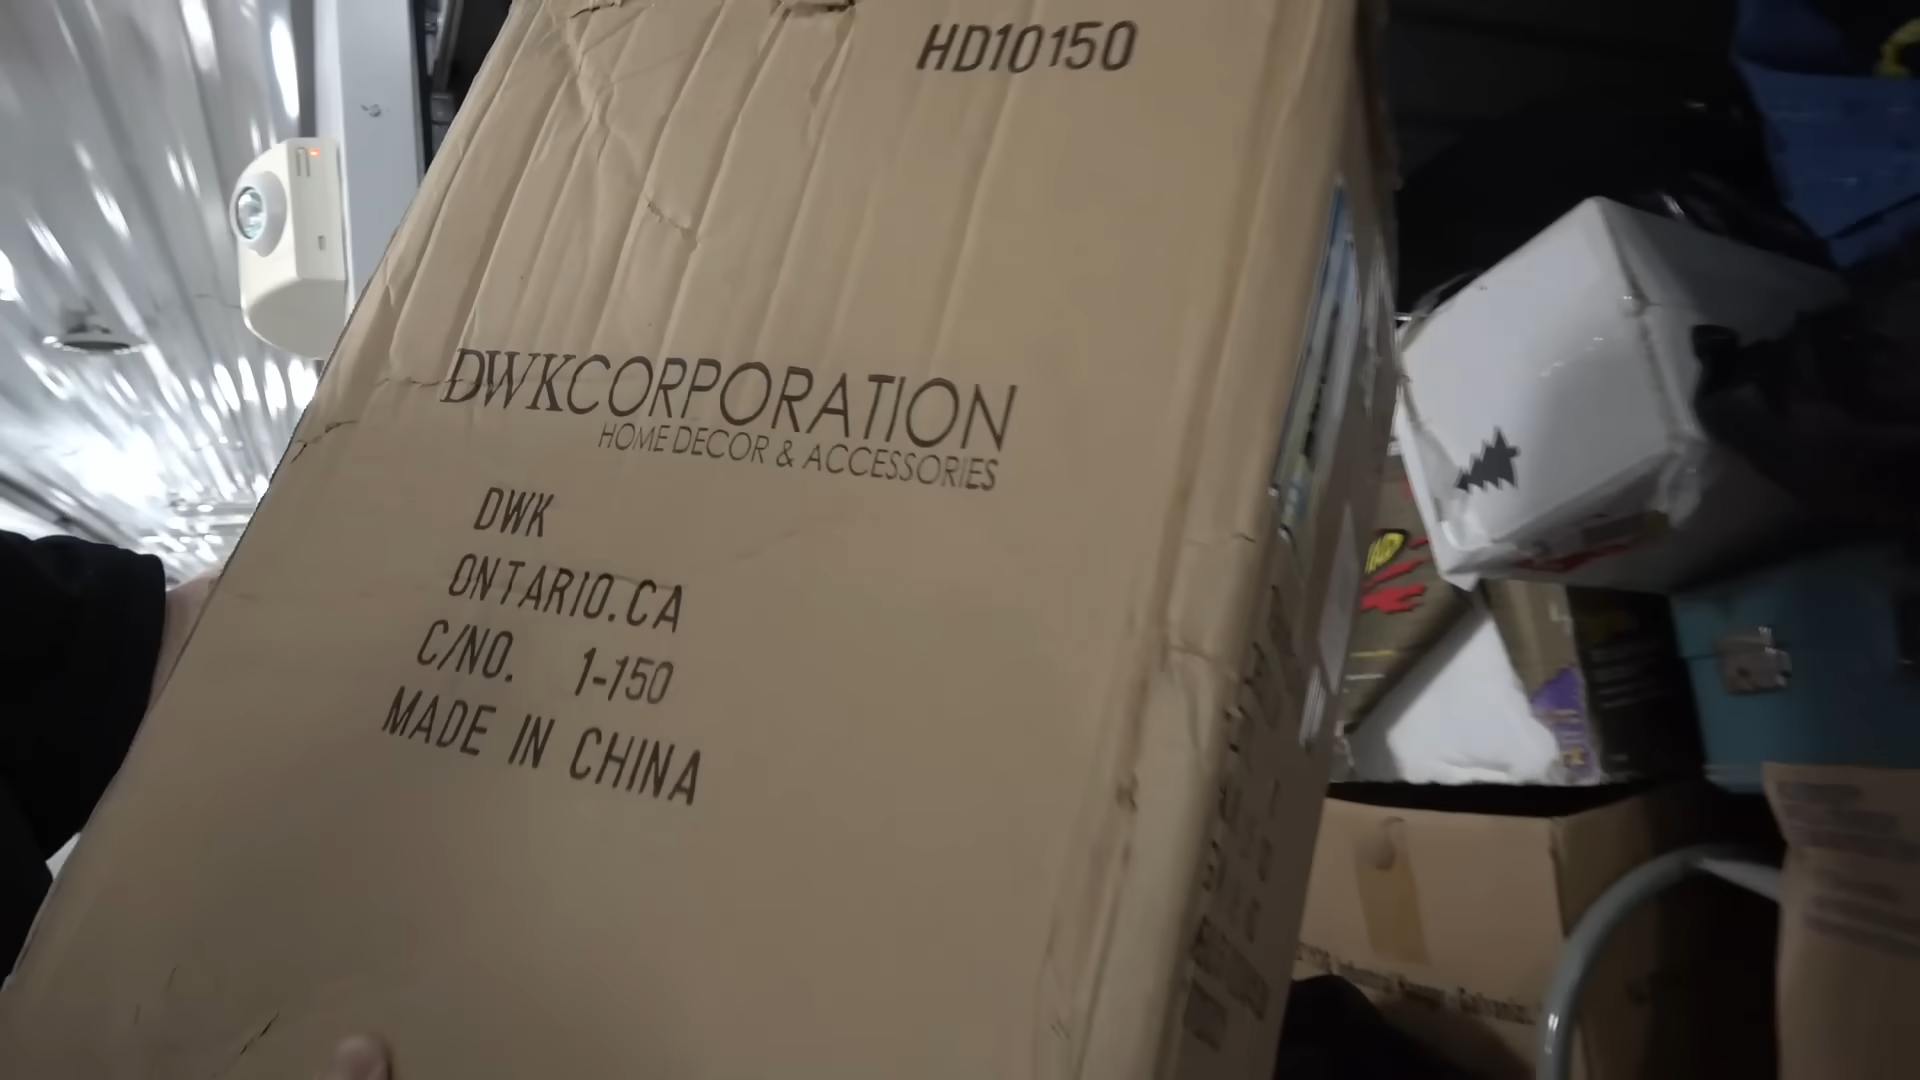 HD10150
DWKCORPORATION
HOME DECOR & ACCESSORIES
DWK
ONTARIO.CA
C/NO. 1-150
MADE IN CHINA